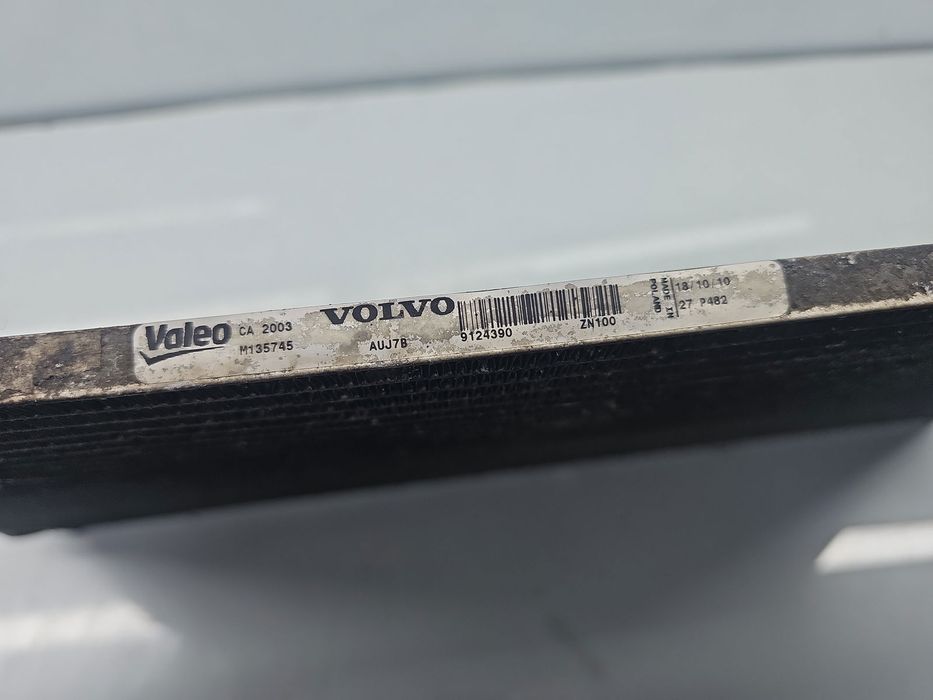 Valeo CA 2003
M135745
VOLVO
AUJ7B
9124390 ZN100
MADE IN
POLAND
18/10/10
27 P482